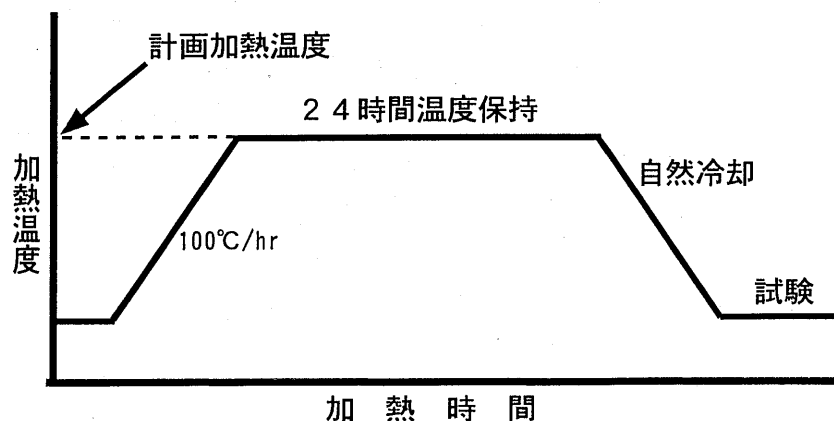 計画加熱温度
２４時間温度保持
自然冷却
加熱温度
100℃/hr
試験
加熱時間